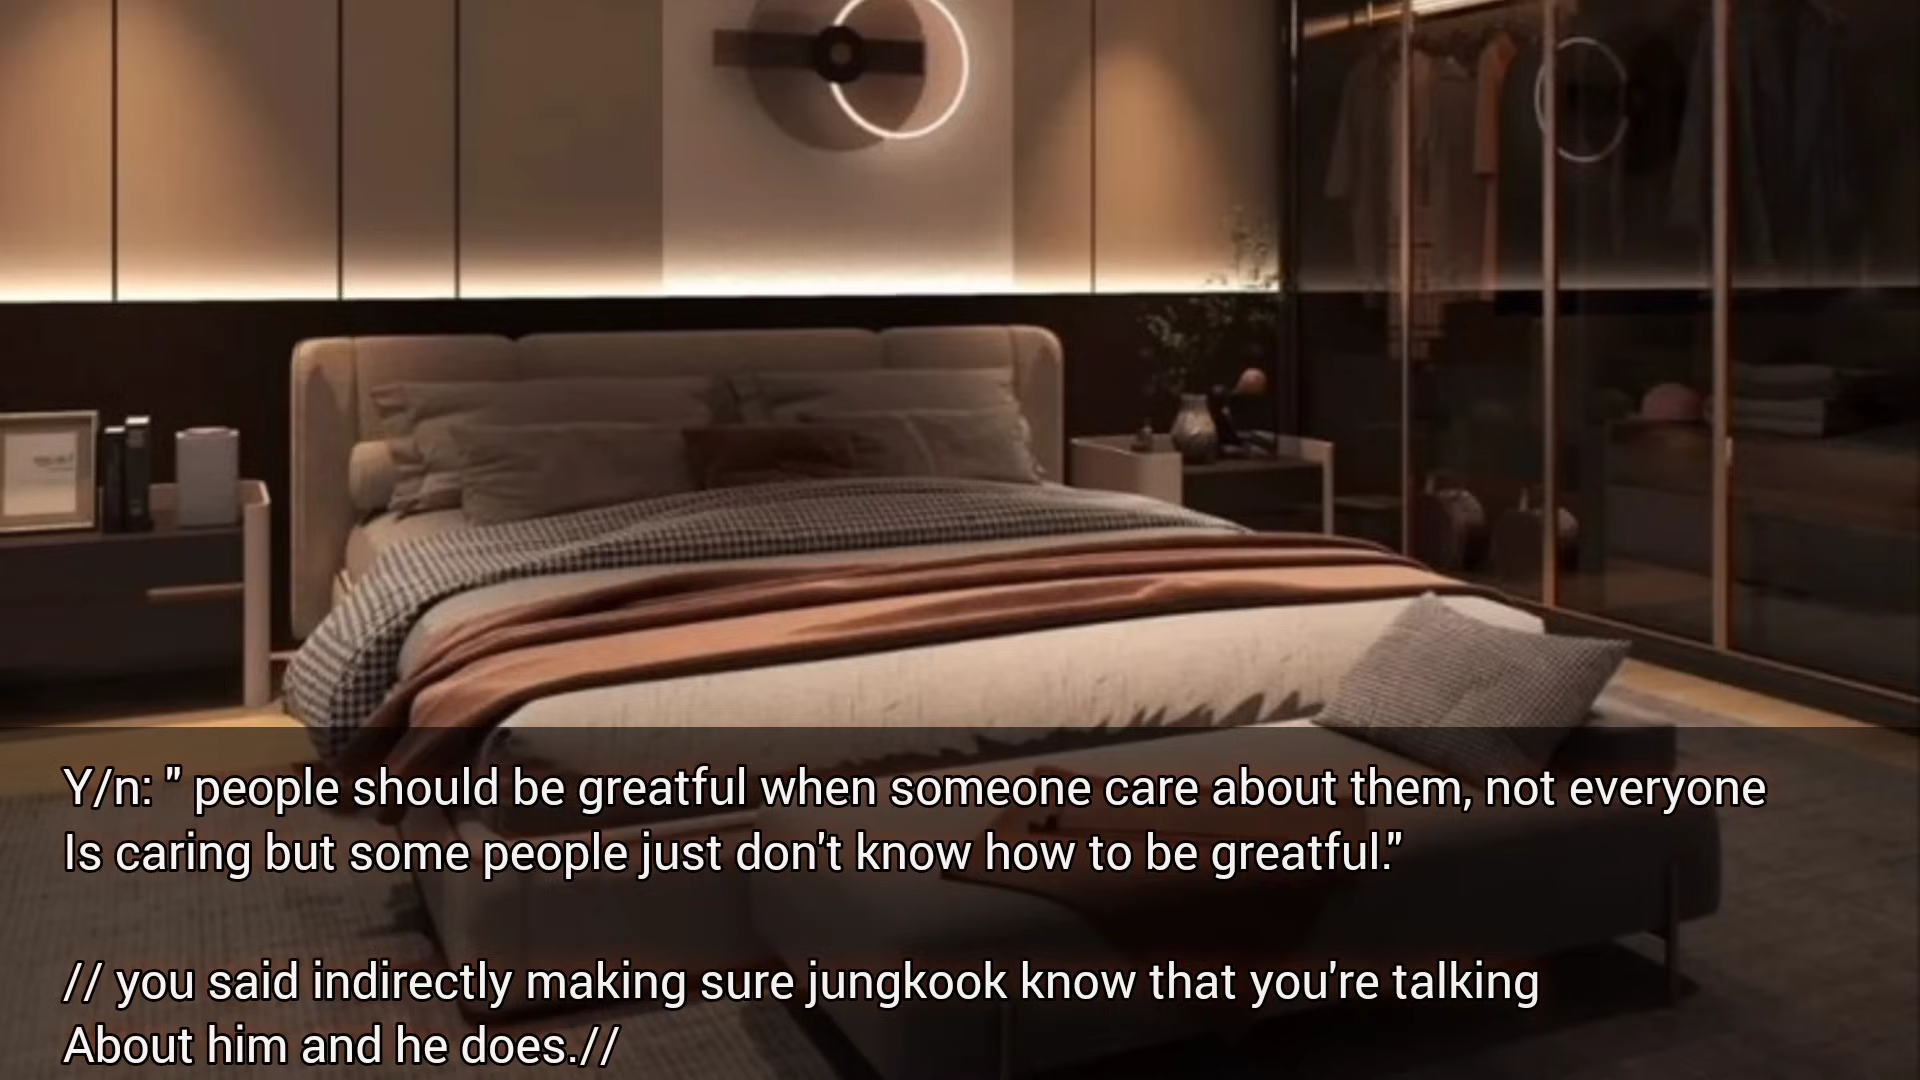 Y/n: " people should be greatful when someone care about them, not everyone
Is caring but some people just don't know how to be greatful."
// you said indirectly making sure jungkook know that you're talking
About him and he does.//